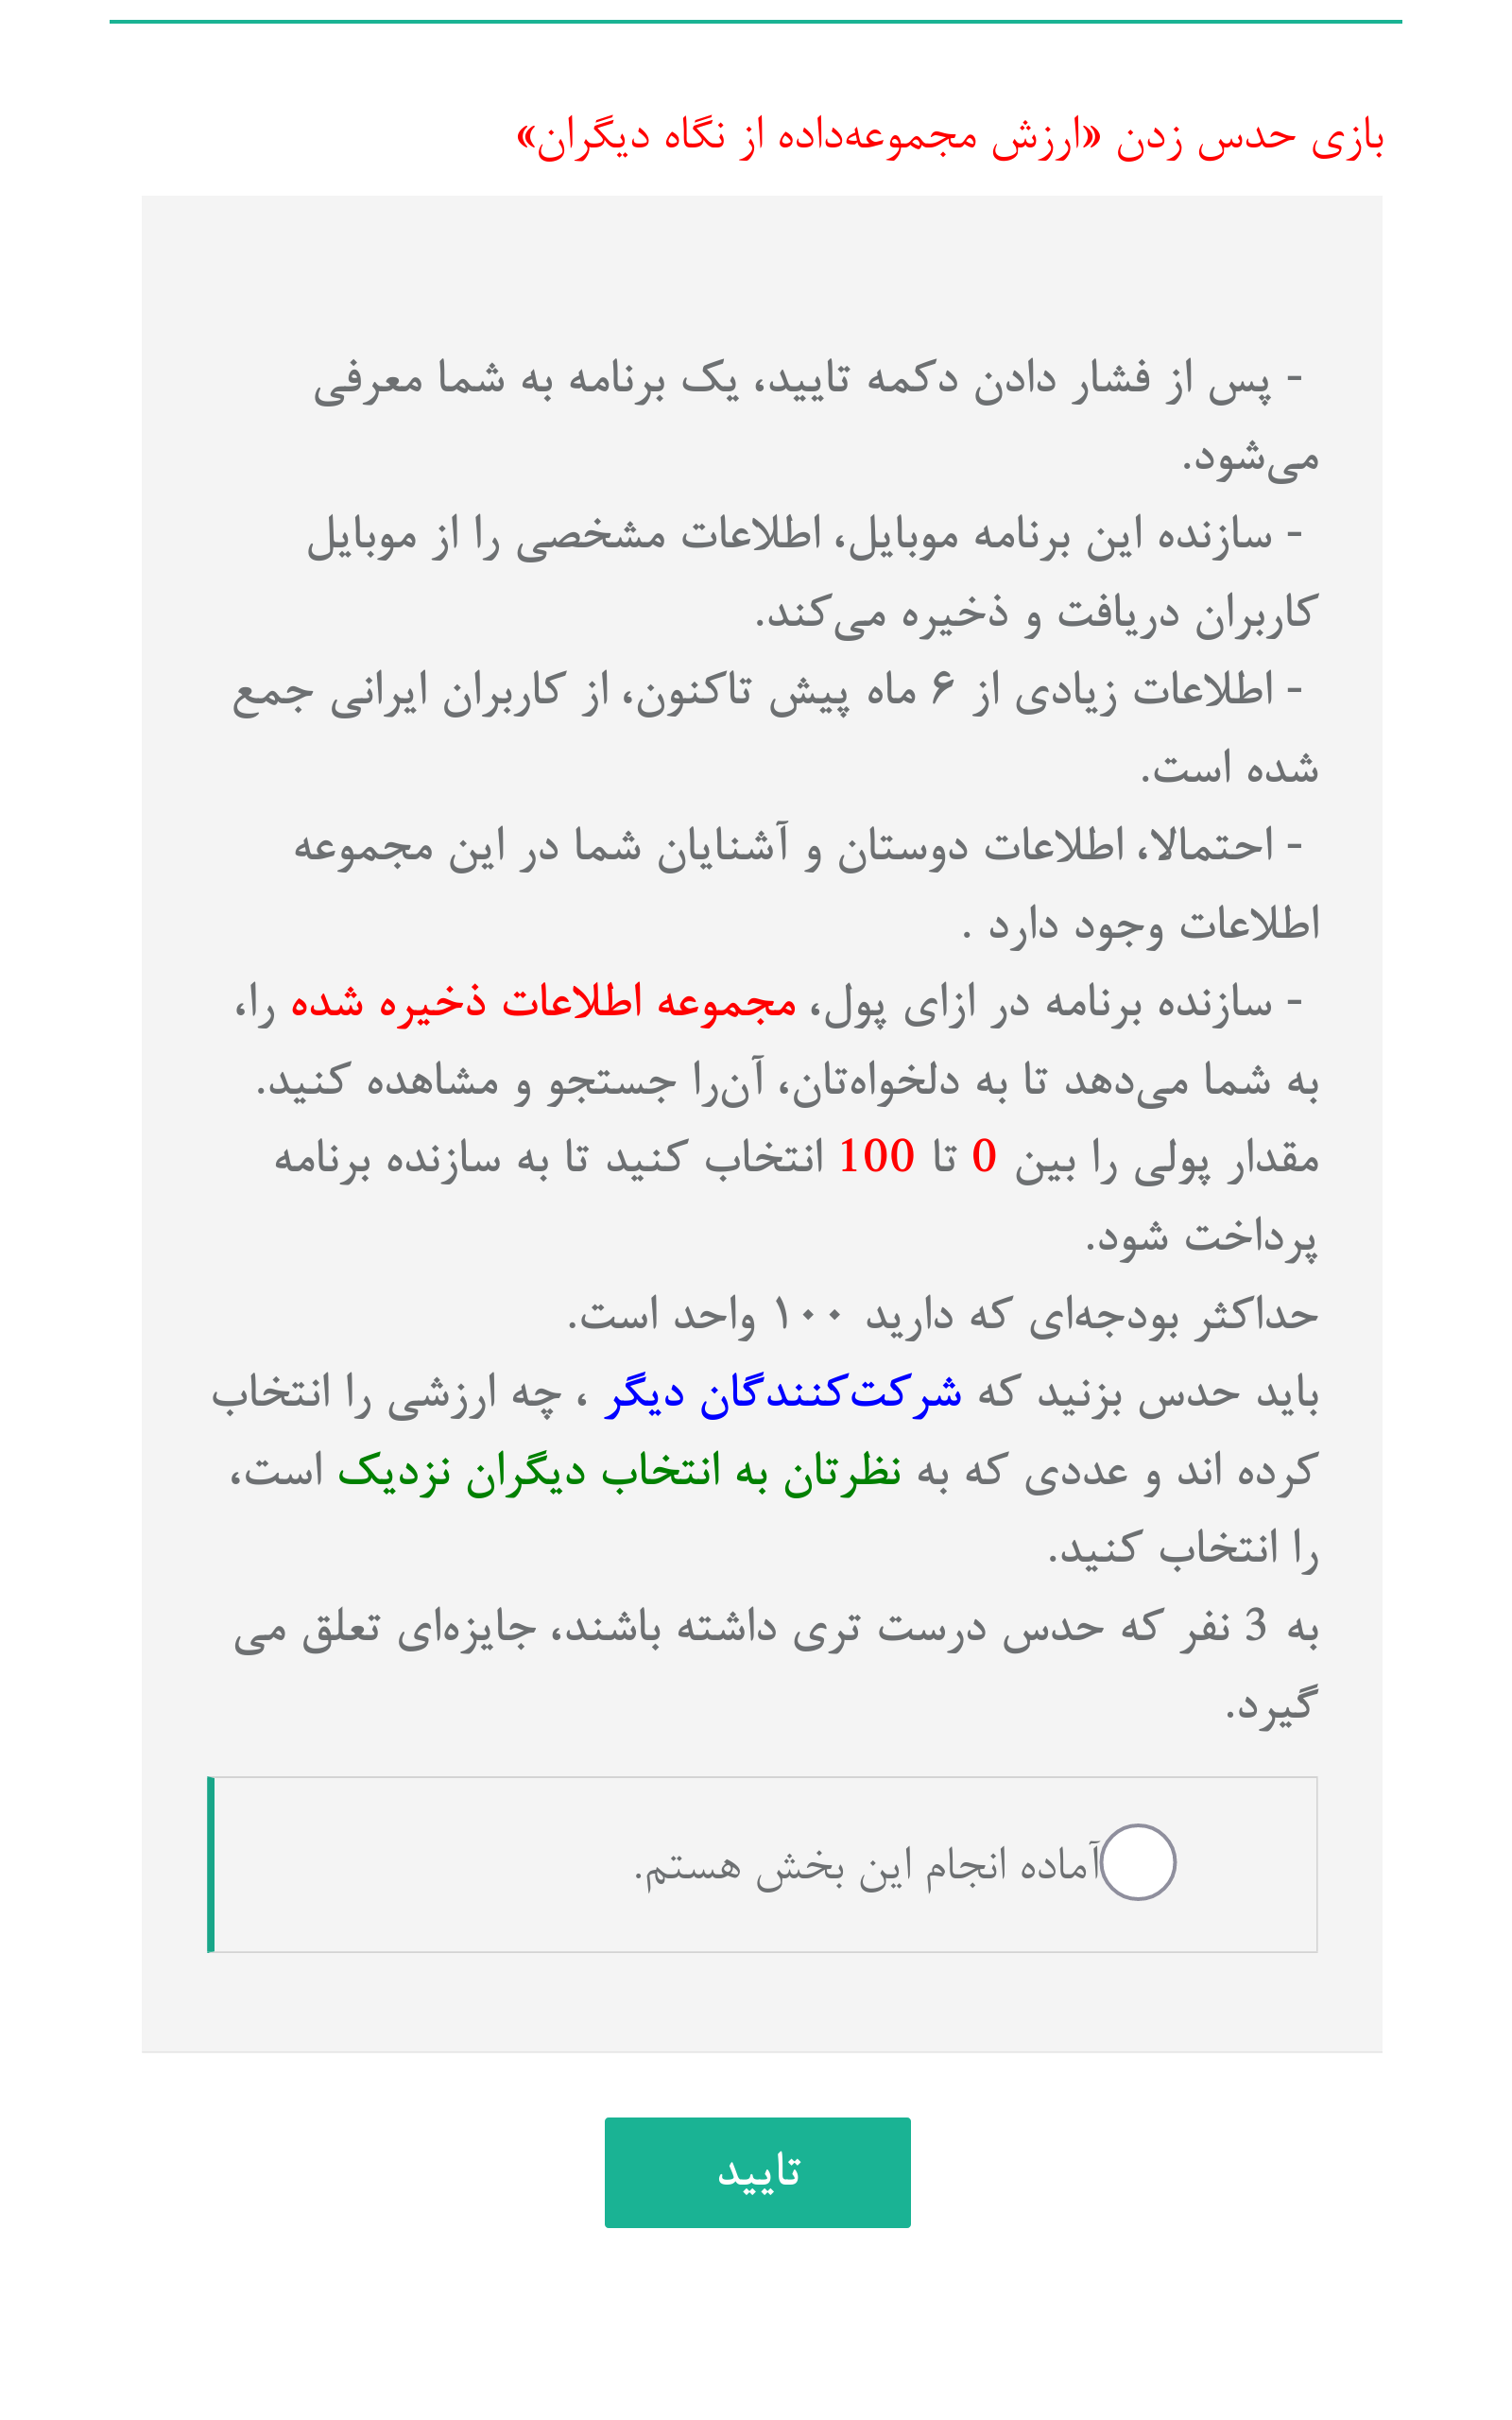 بازی حدس زدن «ارزش مجموعه‌داده از نگاه دیگران»
- پس از فشار دادن دکمه تایید، یک برنامه به شما معرفی
می‌شود.
- سازنده این برنامه موبایل، اطلاعات مشخصی را از موبایل
کاربران دریافت و ذخیره می‌کند.
- اطلاعات زیادی از ۶ ماه پیش تاکنون، از کاربران ایرانی جمع
شده است.
- احتمالا، اطلاعات دوستان و آشنایان شما در این مجموعه
اطلاعات وجود دارد .
- سازنده برنامه در ازای پول، مجموعه اطلاعات ذخیره شده را،
به شما می‌دهد تا به دلخواه‌تان، آن‌را جستجو و مشاهده کنید.
مقدار پولی را بین 0 تا 100 انتخاب کنید تا به سازنده برنامه
پرداخت شود.
حداکثر بودجه‌ای که دارید ۱۰۰ واحد است.
باید حدس بزنید که شرکت‌کنندگان دیگر ، چه ارزشی را انتخاب
کرده اند و عددی که به نظرتان به انتخاب دیگران نزدیک است،
را انتخاب کنید.
به 3 نفر که حدس درست تری داشته باشند، جایزه‌ای تعلق می
گیرد.
آماده انجام این بخش هستم.
تایید